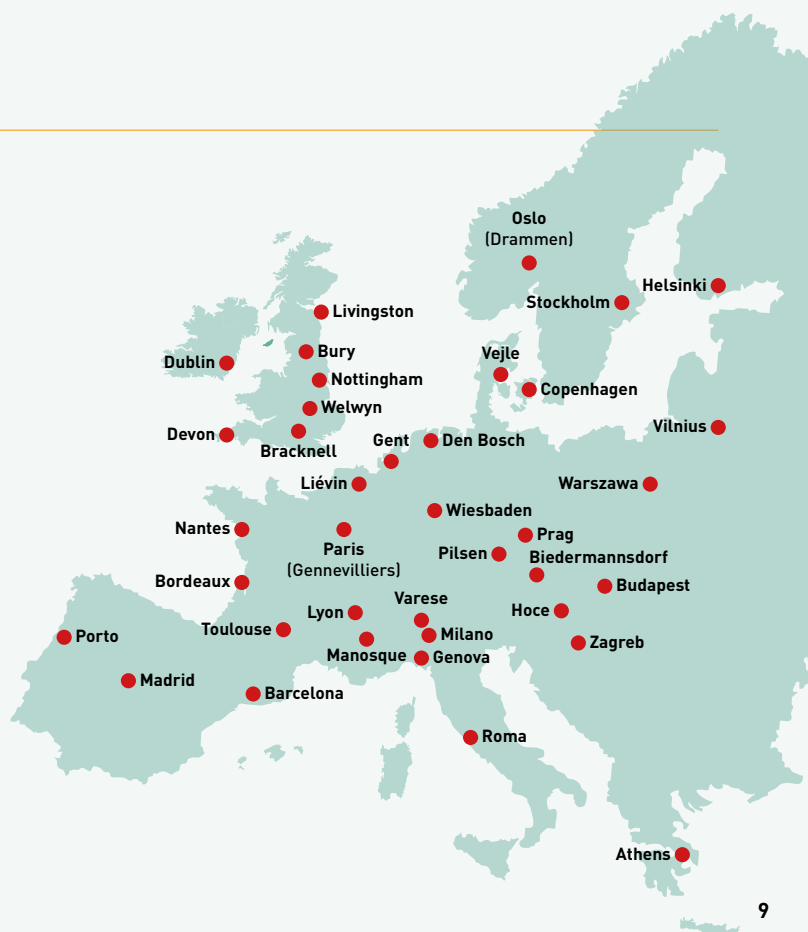 Oslo
(Drammen)
Helsinki
Stockholm
Livingston
Bury
Vejle
Dublin
Nottingham
Copenhagen
Welwyn
Vilnius
Devon
Gent
Den Bosch
Bracknell
Liévin
Warszawa
Wiesbaden
Nantes
Prag
Paris
(Gennevilliers)
Pilsen
Biedermannsdorf
Bordeaux
Budapest
Varese
Lyon
Hoce
Toulouse
Milano
Porto
Zagreb
Manosque
Genova
Madrid
Barcelona
Roma
Athens
9